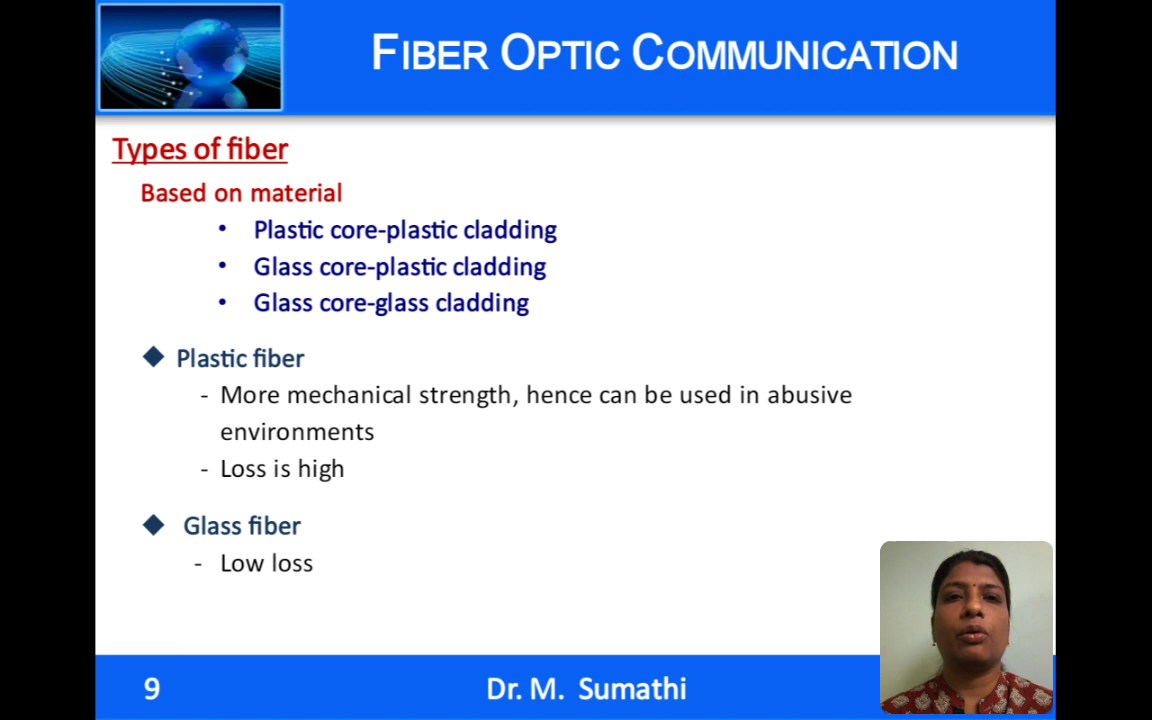 FIBER OPTIC COMMUNICATION
Types of fiber
Based on material
• Plastic core-plastic cladding
• Glass core-plastic cladding
• Glass core-glass cladding
◆ Plastic fiber
- More mechanical strength, hence can be used in abusive
environments
- Loss is high
◆ Glass fiber
- Low loss
9 Dr. M. Sumathi